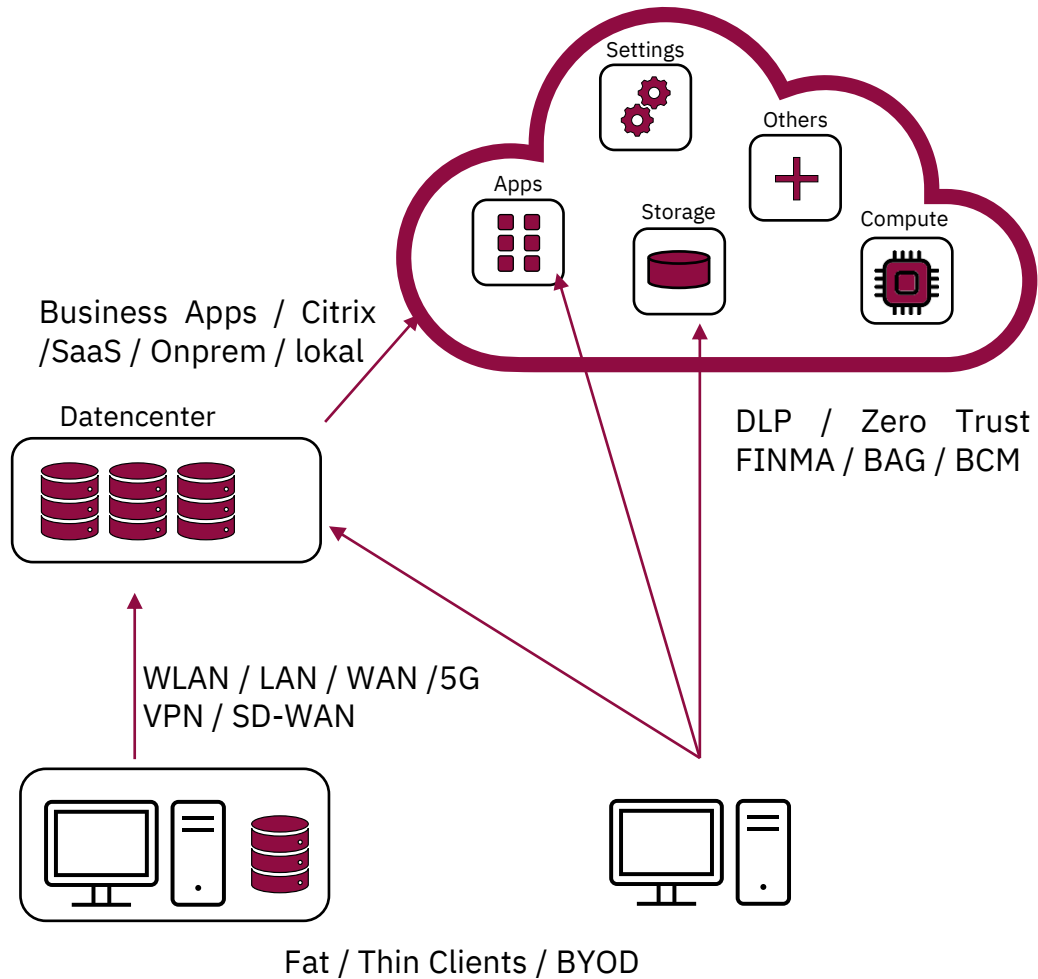 Settings
Others
Apps
Storage
Compute
Business Apps / Citrix
/SaaS / Onprem / lokal
Datencenter
DLP / Zero Trust
FINMA / BAG / BCM
WLAN / LAN / WAN /5G
VPN / SD-WAN
Fat / Thin Clients / BYOD